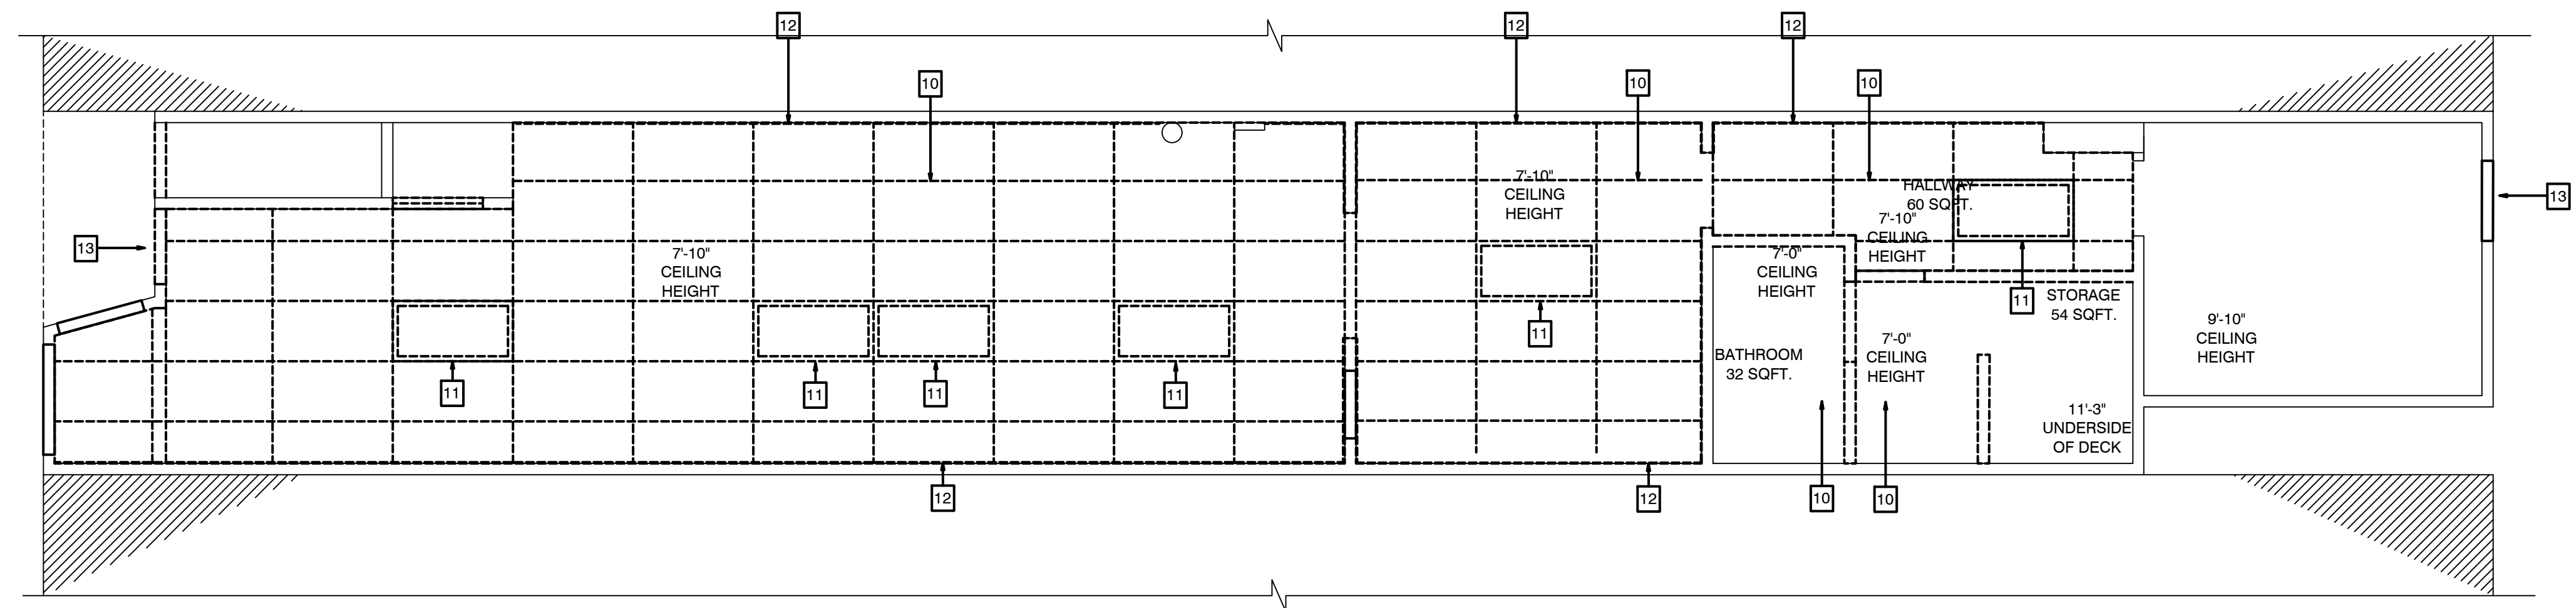 12
12
12
10
10
10
7'-10"
CEILING
HEIGHT
HALLWAY
60 SQFT.
7'-10"
CEILING
HEIGHT
13
13
7'-10"
CEILING
HEIGHT
7'-0"
CEILING
HEIGHT
11
STORAGE
54 SQFT.
9'-10"
CEILING
HEIGHT
11
7'-0"
CEILING
HEIGHT
BATHROOM
32 SQFT.
11
11
11
11
11'-3"
UNDERSIDE
OF DECK
12
12
10
10